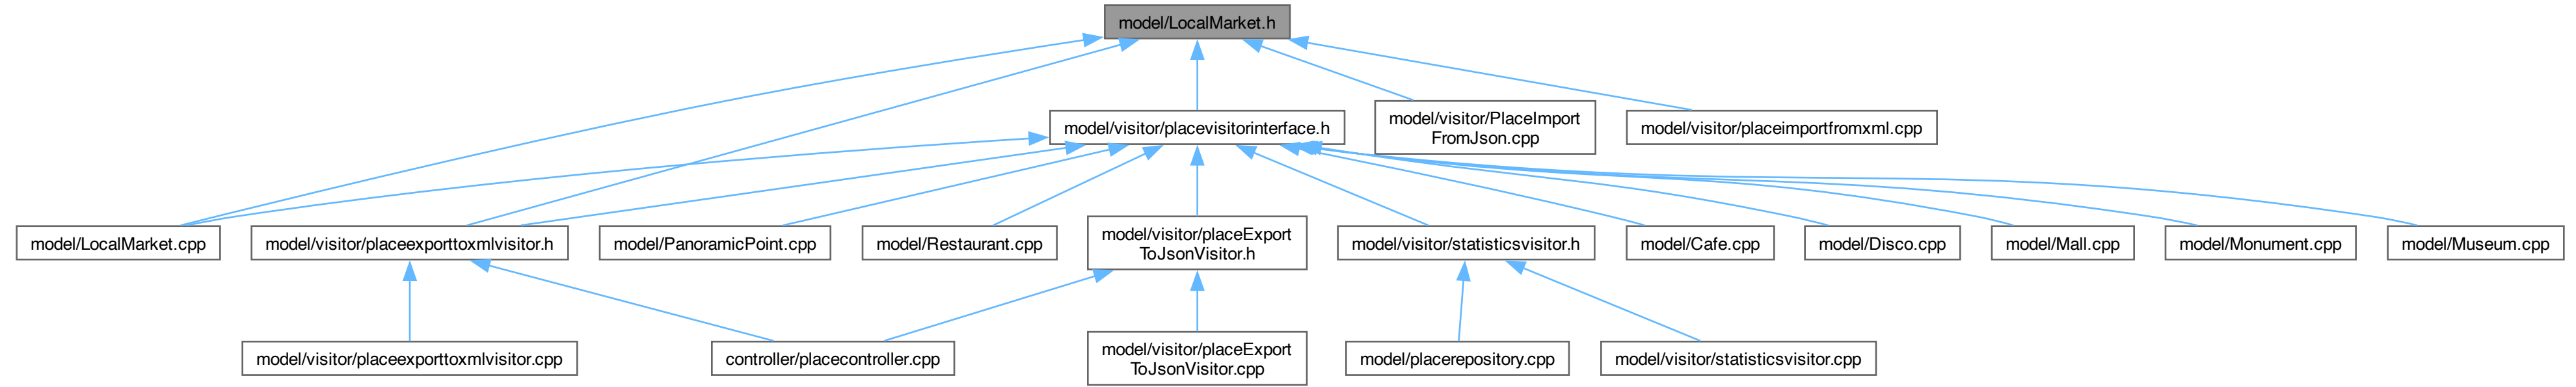 model/LocalMarket.h
model/visitor/placevisitorinterface.h
model/visitor/PlaceImport
FromJson.cpp
model/visitor/placeimportfromxml.cpp
model/LocalMarket.cpp
model/visitor/placeexporttoxmlvisitor.h
model/PanoramicPoint.cpp
model/Restaurant.cpp
model/visitor/placeExport
ToJsonVisitor.h
model/visitor/statisticsvisitor.h
model/Cafe.cpp
model/Disco.cpp
model/Mall.cpp
model/Monument.cpp
model/Museum.cpp
model/visitor/placeexporttoxmlvisitor.cpp
controller/placecontroller.cpp
model/visitor/placeExport
ToJsonVisitor.cpp
model/placerepository.cpp
model/visitor/statisticsvisitor.cpp